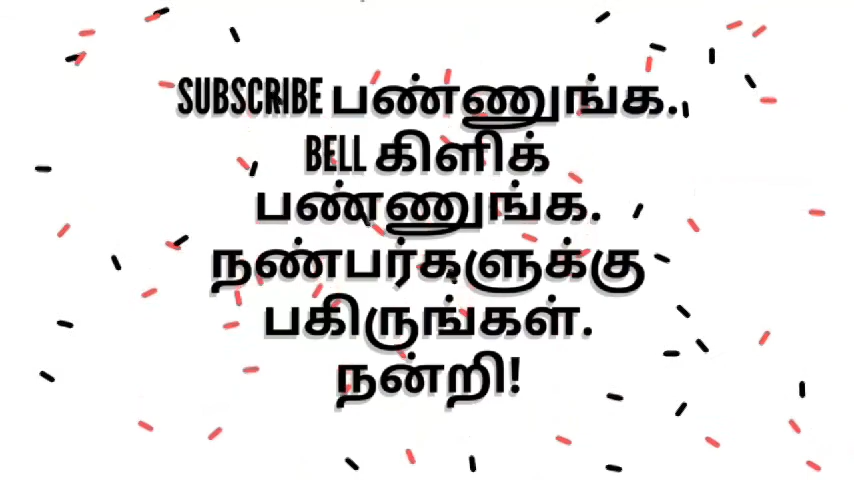 SUBSCRIBE பண்ணுங்க..
BELL கிளிக்
பண்ணுங்க.
நண்பர்களுக்கு
பகிருங்கள்.
நன்றி!